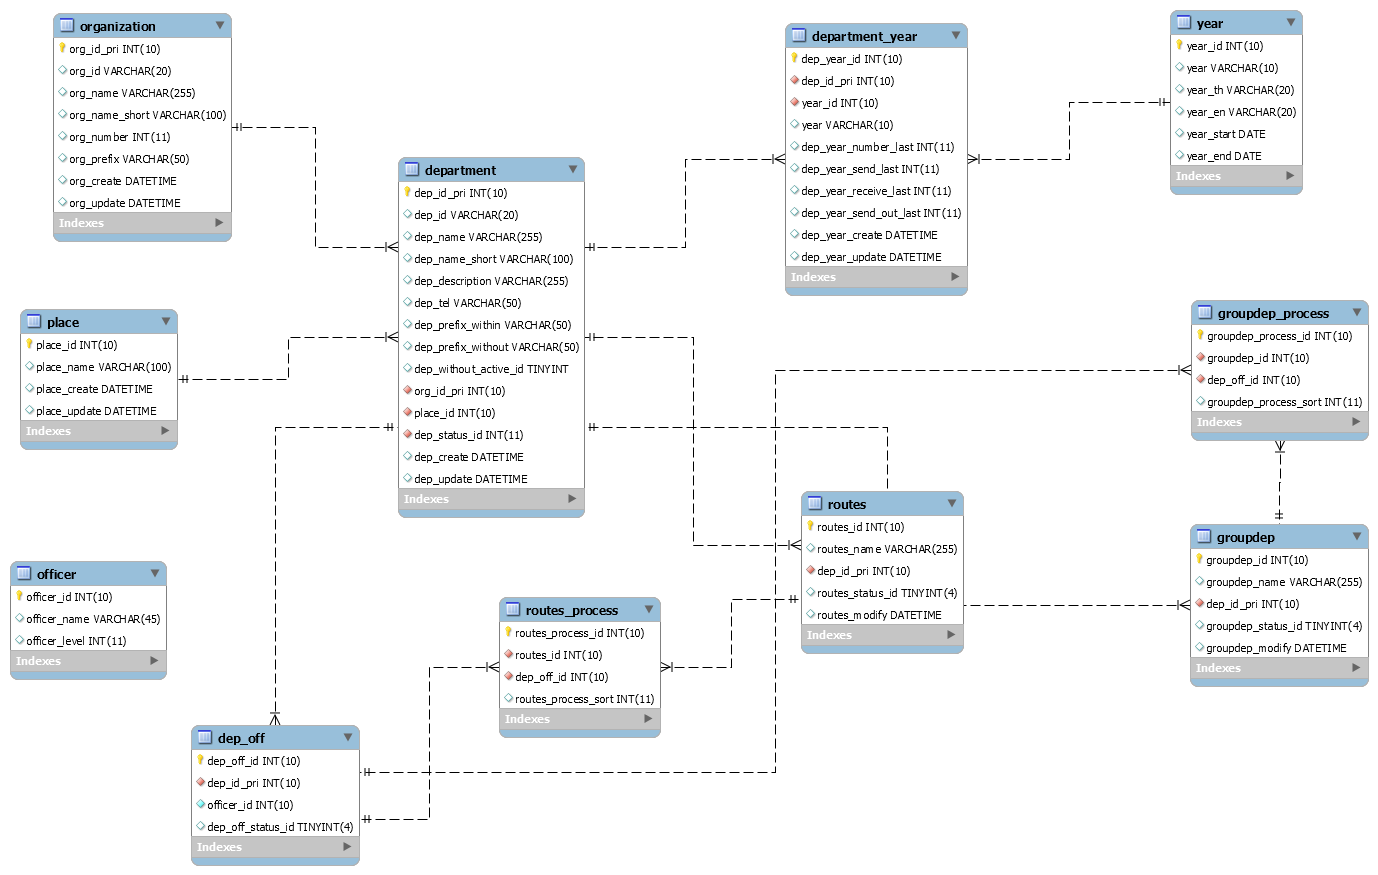 organization
org_id_pri INT(10)
org_id VARCHAR(20)
org_name VARCHAR(255)
org_name_short VARCHAR(100)
org_number INT(11)
org_prefix VARCHAR(50)
org_create DATETIME
org_update DATETIME
Indexes
department
dep_id_pri INT(10)
dep_id VARCHAR(20)
dep_name VARCHAR(255)
dep_name_short VARCHAR(100)
dep_description VARCHAR(255)
dep_tel VARCHAR(50)
dep_prefix_within VARCHAR(50)
dep_prefix_without VARCHAR(50)
dep_without_active_id TINYINT
org_id_pri INT(10)
place_id INT(10)
dep_status_id INT(11)
dep_create DATETIME
dep_update DATETIME
Indexes
department_year
dep_year_id INT(10)
dep_id_pri INT(10)
year_id INT(10)
year VARCHAR(10)
dep_year_number_last INT(11)
dep_year_send_last INT(11)
dep_year_receive_last INT(11)
dep_year_send_out_last INT(11)
dep_year_create DATETIME
dep_year_update DATETIME
Indexes
year
year_id INT(10)
year VARCHAR(10)
year_th VARCHAR(20)
year_en VARCHAR(20)
year_start DATE
year_end DATE
Indexes
place
place_id INT(10)
place_name VARCHAR(100)
place_create DATETIME
place_update DATETIME
Indexes
groupdep_process
groupdep_process_id INT(10)
groupdep_id INT(10)
dep_off_id INT(10)
groupdep_process_sort INT(11)
Indexes
routes
routes_id INT(10)
routes_name VARCHAR(255)
dep_id_pri INT(10)
routes_status_id TINYINT(4)
routes_modify DATETIME
Indexes
groupdep
groupdep_id INT(10)
groupdep_name VARCHAR(255)
dep_id_pri INT(10)
groupdep_status_id TINYINT(4)
groupdep_modify DATETIME
Indexes
officer
officer_id INT(10)
officer_name VARCHAR(45)
officer_level INT(11)
Indexes
routes_process
routes_process_id INT(10)
routes_id INT(10)
dep_off_id INT(10)
routes_process_sort INT(11)
Indexes
dep_off
dep_off_id INT(10)
dep_id_pri INT(10)
officer_id INT(10)
dep_off_status_id TINYINT(4)
Indexes